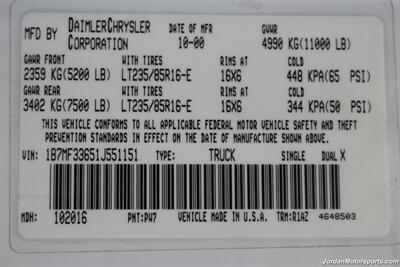 MFD BY DAIMLERCHRYSLER CORPORATION DATE OF MFR 10-00 GVWR 4990 KG(11000 LB)
GAWR FRONT WITH TIRES RIMS AT COLD
2359 KG(5200 LB) LT235/85R16-E 16X6 448 KPA(65 PSI)
GAWR REAR WITH TIRES RIMS AT COLD
3402 KG(7500 LB) LT235/85R16-E 16X6 344 KPA(50 PSI)
THIS VEHICLE CONFORMS TO ALL APPLICABLE FEDERAL MOTOR VEHICLE SAFETY AND THEFT
PREVENTION STANDARDS IN EFFECT ON THE DATE OF MANUFACTURE SHOWN ABOVE.
VIN: 1B7MF33651J551151 TYPE: TRUCK SINGLE DUAL X
MDH: 102016 PNT:PW7 VEHICLE MADE IN U.S.A. TRM:R1AZ 4648503
www.JordanMotorsports.com